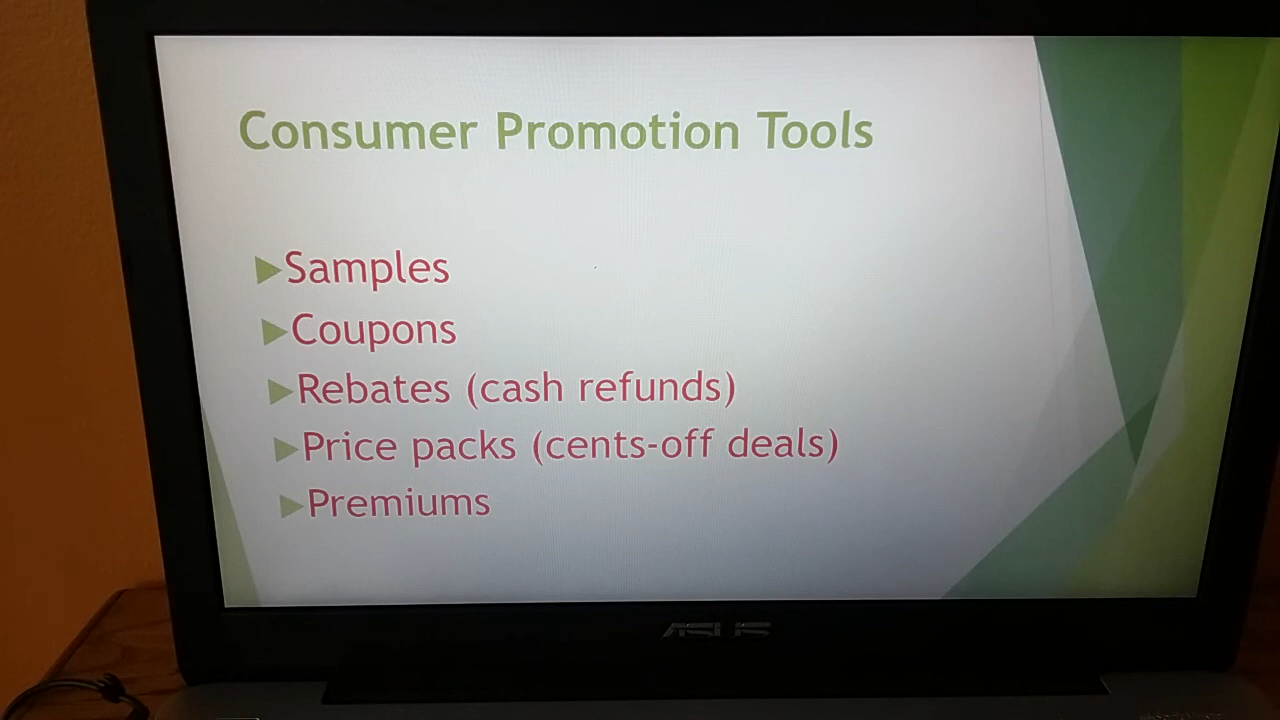 Consumer Promotion Tools
Samples
Coupons
Rebates (cash refunds)
Price packs (cents-off deals)
Premiums
ASUS